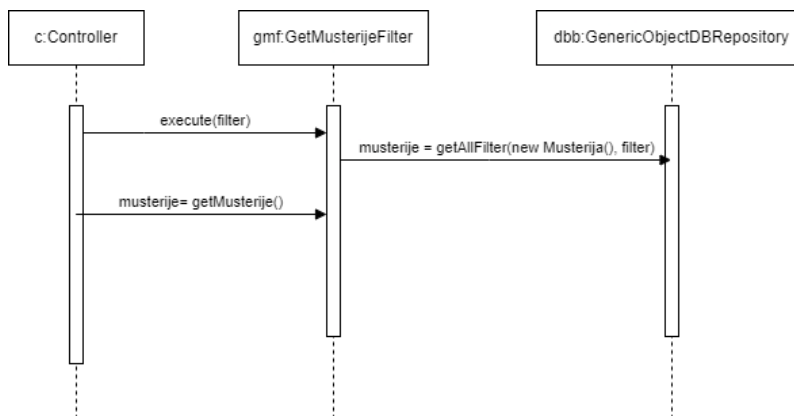 c:Controller
gmf:GetMusterijeFilter
dbb:GenericObjectDBRepository
execute(filter)
musterije = getAllFilter(new Musterija(), filter)
musterije= getMusterije()